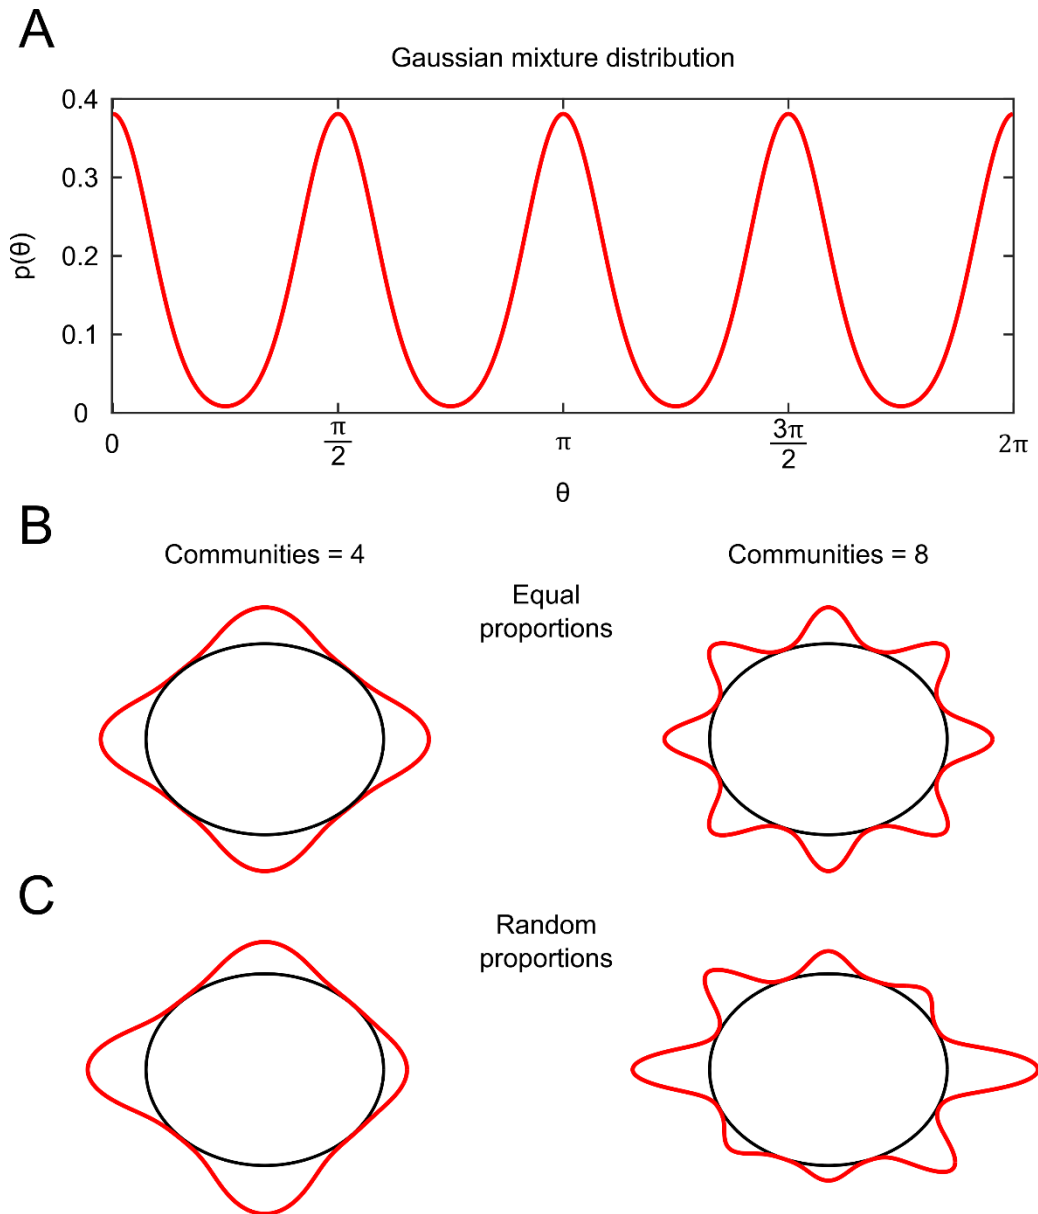 A
Gaussian mixture distribution
0.4
0.3
0.2
0.1
0
p(θ)
0
π
2
π
3π
2
2π
θ
B
Communities = 4
Communities = 8
Equal
proportions
C
Random
proportions